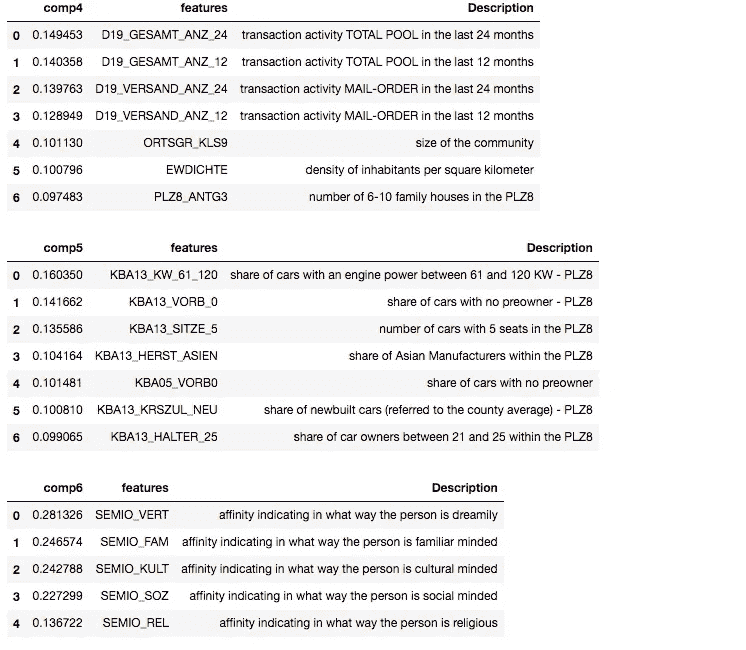 comp4 features Description
0 0.149453 D19_GESAMT_ANZ_24 transaction activity TOTAL POOL in the last 24 months
1 0.140358 D19_GESAMT_ANZ_12 transaction activity TOTAL POOL in the last 12 months
2 0.139763 D19_VERSAND_ANZ_24 transaction activity MAIL-ORDER in the last 24 months
3 0.128949 D19_VERSAND_ANZ_12 transaction activity MAIL-ORDER in the last 12 months
4 0.101130 ORTSGR_KLS9 size of the community
5 0.100796 EWDICHTE density of inhabitants per square kilometer
6 0.097483 PLZ8_ANTG3 number of 6-10 family houses in the PLZ8
comp5 features Description
0 0.160350 KBA13_KW_61_120 share of cars with an engine power between 61 and 120 KW - PLZ8
1 0.141662 KBA13_VORB_0 share of cars with no preowner - PLZ8
2 0.135586 KBA13_SITZE_5 number of cars with 5 seats in the PLZ8
3 0.104164 KBA13_HERST_ASIEN share of Asian Manufacturers within the PLZ8
4 0.101481 KBA05_VORB0 share of cars with no preowner
5 0.100810 KBA13_KRSZUL_NEU share of newbuilt cars (referred to the county average) - PLZ8
6 0.099065 KBA13_HALTER_25 share of car owners between 21 and 25 within the PLZ8
comp6 features Description
0 0.281326 SEMIO_VERT affinity indicating in what way the person is dreamily
1 0.246574 SEMIO_FAM affinity indicating in what way the person is familiar minded
2 0.242788 SEMIO_KULT affinity indicating in what way the person is cultural minded
3 0.227299 SEMIO_SOZ affinity indicating in what way the person is social minded
4 0.136722 SEMIO_REL affinity indicating in what way the person is religious